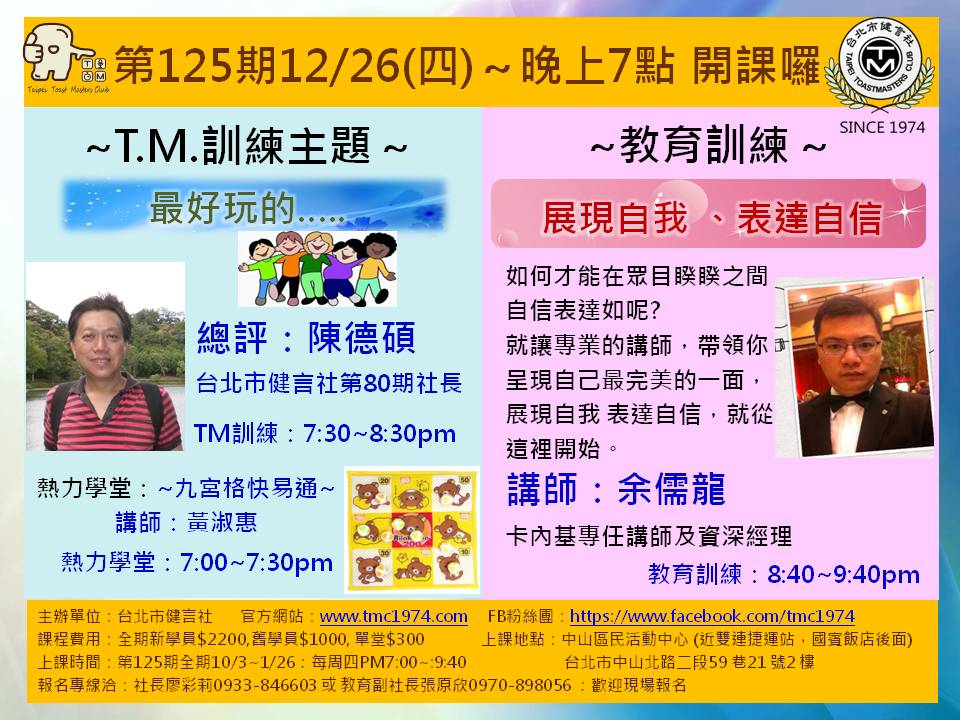 第125期12/26(四)～晚上7點 開課囉
Taipei Toast Masters Club
台北市健言社
TM
TAIPEI TOASTMASTERS CLUB
SINCE 1974
~T.M.訓練主題 ~
最好玩的.....
總評：陳德碩
台北市健言社第80期社長
TM訓練：7:30~8:30pm
熱力學堂：~九宮格快易通~
講師：黃淑惠
熱力學堂：7:00~7:30pm
20
50
200
30
10
100
~教育訓練 ~
展現自我 、表達自信
如何才能在眾目睽睽之間
自信表達如呢?
就讓專業的講師，帶領你
呈現自己最完美的一面，
展現自我 表達自信，就從
這裡開始。
講師：余儒龍
卡內基專任講師及資深經理
教育訓練：8:40~9:40pm
主辦單位：台北市健言社 官方網站：www.tmc1974.com FB粉絲團：https://www.facebook.com/tmc1974
課程費用：全期新學員$2200,舊學員$1000, 單堂$300 上課地點：中山區民活動中心 (近雙連捷運站，國賓飯店後面)
上課時間：第125期全期10/3~1/26；每周四PM7:00~:9:40 台北市中山北路二段59 巷21 號2 樓
報名專線洽：社長廖彩莉0933-846603 或 教育副社長張原欣0970-898056 ；歡迎現場報名